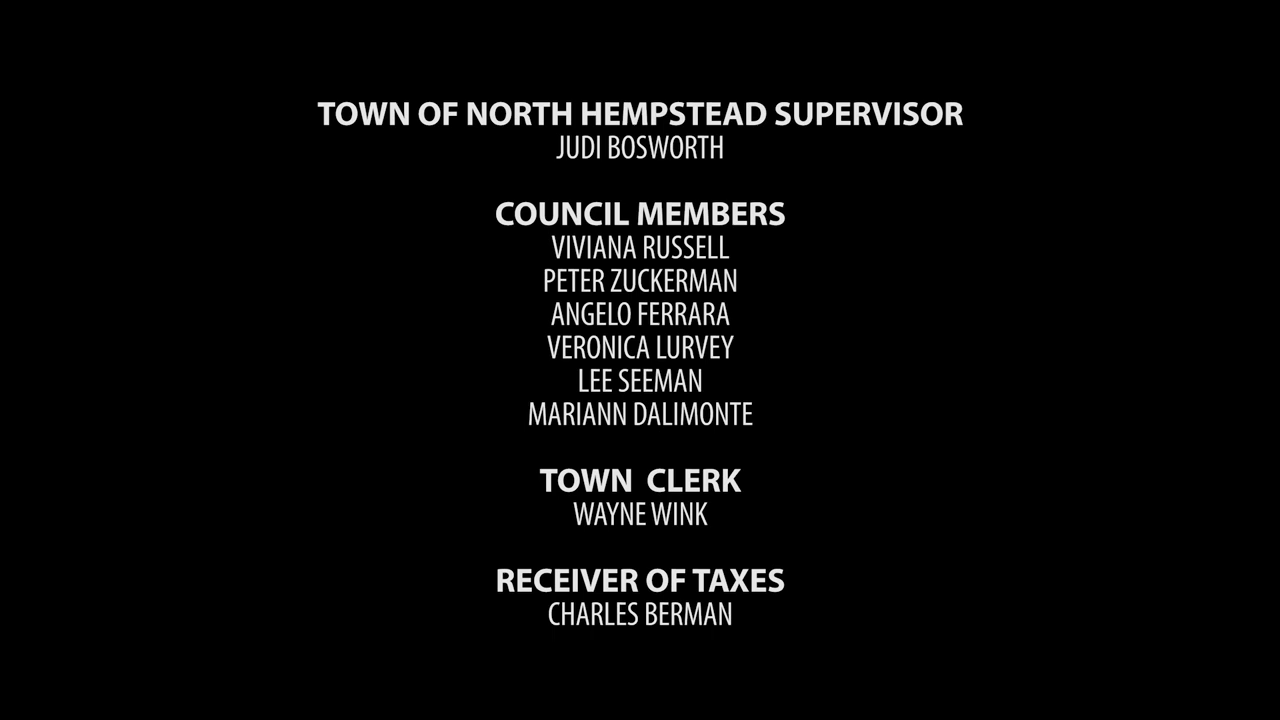 TOWN OF NORTH HEMPSTEAD SUPERVISOR
JUDI BOSWORTH
COUNCIL MEMBERS
VIVIANA RUSSELL
PETER ZUCKERMAN
ANGELO FERRARA
VERONICA LURVEY
LEE SEEMAN
MARIANN DALIMONTE
TOWN  CLERK
WAYNE WINK
RECEIVER OF TAXES
CHARLES BERMAN